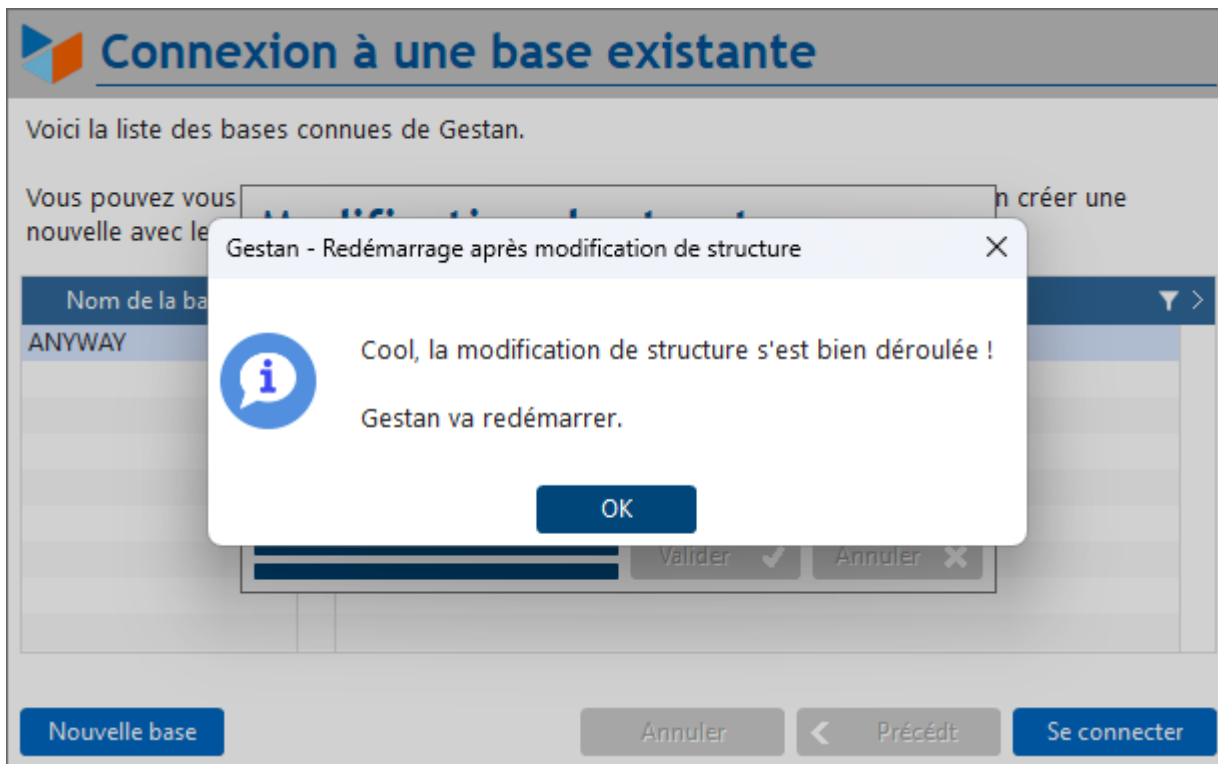 Connexion à une base existante
Voici la liste des bases connues de Gestan.
Vous pouvez vous n créer une
nouvelle avec le
Gestan - Redémarrage après modification de structure
Nom de la ba
ANYWAY
Cool, la modification de structure s'est bien déroulée !
Gestan va redémarrer.
OK
Valider Annuler
Nouvelle base Annuler Précédt Se connecter